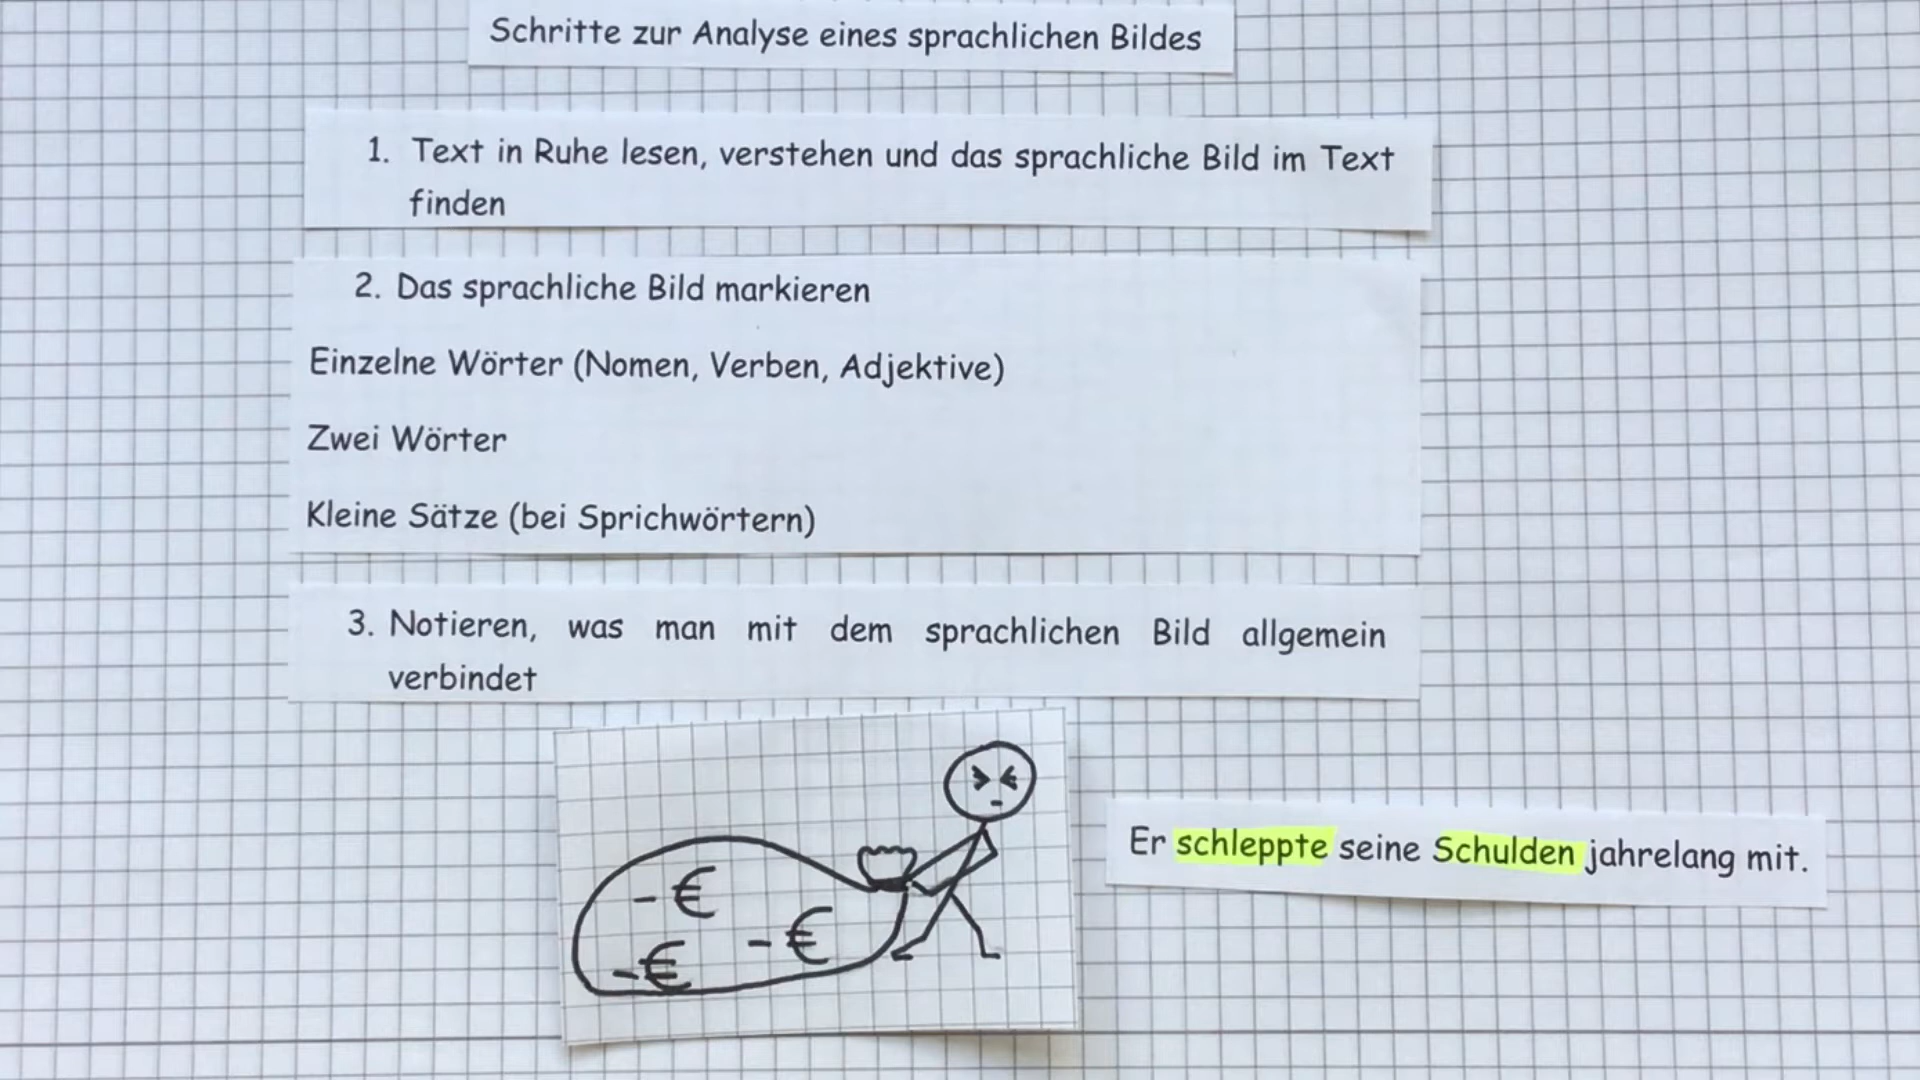 Schritte zur Analyse eines sprachlichen Bildes
1. Text in Ruhe lesen, verstehen und das sprachliche Bild im Text
finden
2. Das sprachliche Bild markieren
Einzelne Wörter (Nomen, Verben, Adjektive)
Zwei Wörter
Kleine Sätze (bei Sprichwörtern)
3. Notieren, was man mit dem sprachlichen Bild allgemein
verbindet
Er schleppte seine Schulden jahrelang mit.
- €
- €
- €